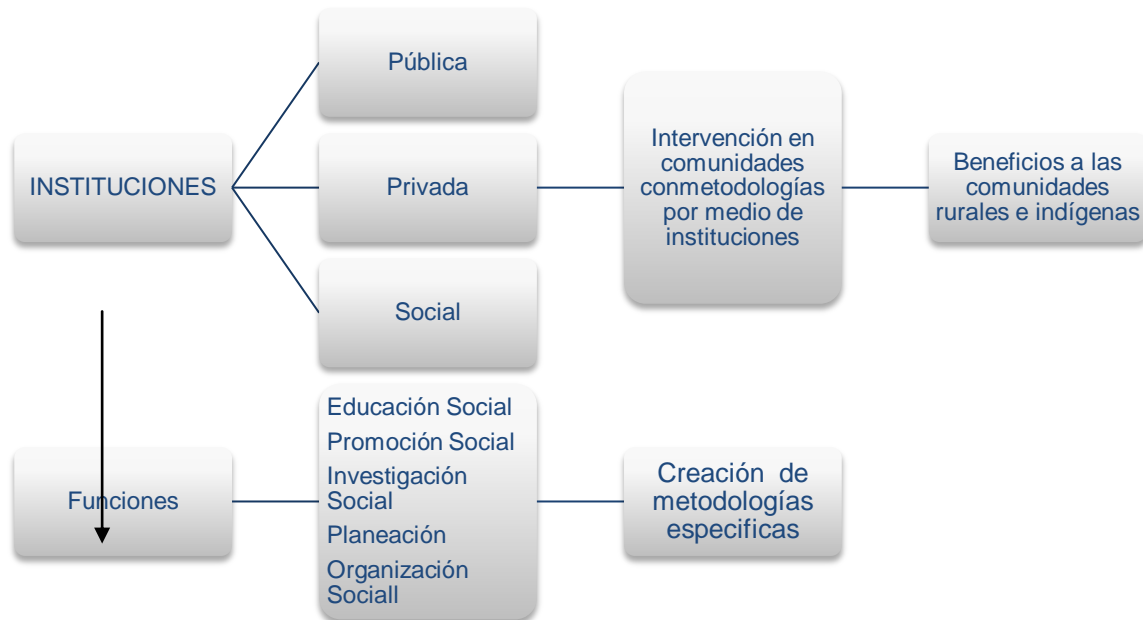 Pública
INSTITUCIONES
Privada
Social
Intervención en
comunidades
conmetodologías
por medio de
instituciones
Beneficios a las
comunidades
rurales e indígenas
Funciones
Educación Social
Promoción Social
Investigación
Social
Planeación
Organización
Sociall
Creación de
metodologías
especificas